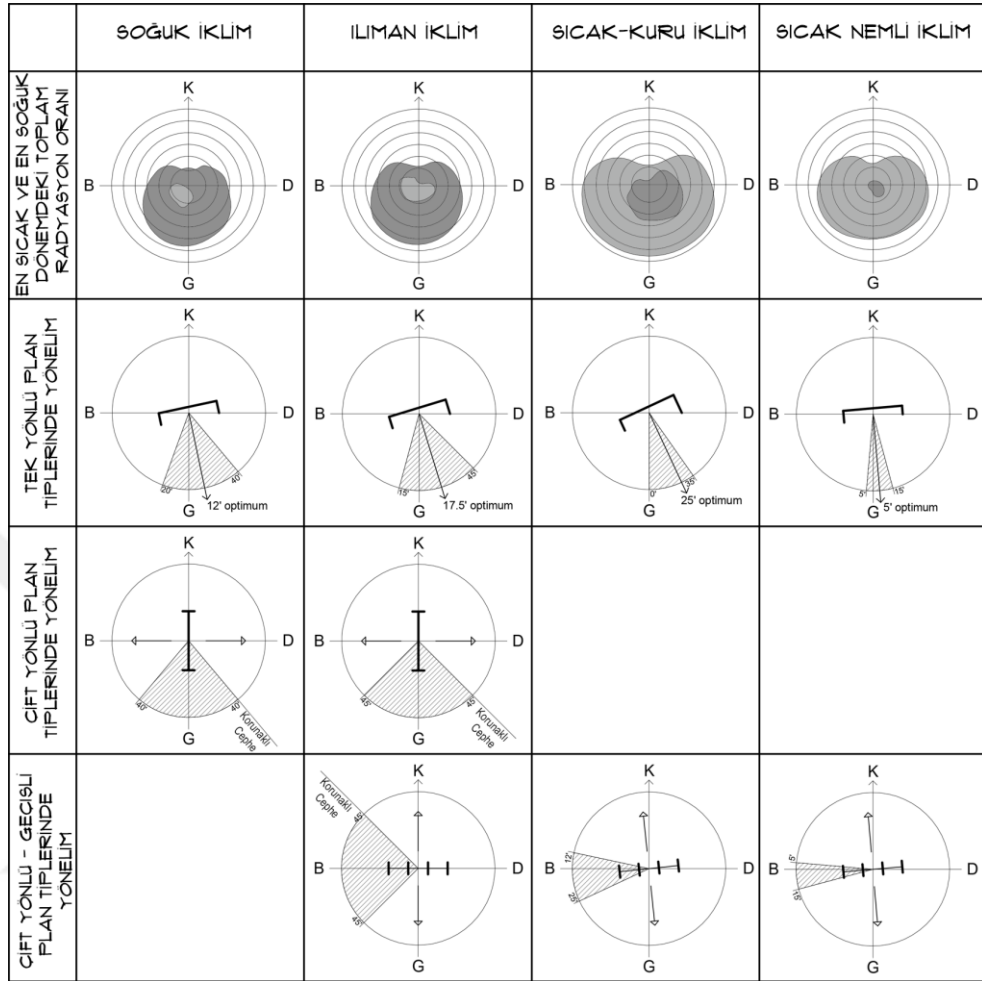 SOĞUK İKLİM
ILIMAN İKLİM
SICAK-KURU İKLİM
SICAK NEMLİ İKLİM
EN SICAK VE EN SOĞUK
DÖNEMDEKİ TOPLAM
RADYASYON ORANI
K
B
D
G
K
B
D
G
K
B
D
G
K
B
D
G
TEK YÖNLÜ PLAN
TİPLERİNDE YÖNELİM
K
B
D
20'
40'
12' optimum
G
K
B
D
15'
45'
17.5' optimum
G
K
B
D
0'
35'
25' optimum
G
K
B
D
5'
15'
5' optimum
G
ÇİFT YÖNLÜ PLAN
TİPLERİNDE YÖNELİM
K
B
D
40'
40'
Korunaklı
Cephe
G
K
B
D
45'
45'
Korunaklı
Cephe
G
ÇİFT YÖNLÜ - GEÇİŞLİ
PLAN TİPLERİNDE
YÖNELİM
K
Korunaklı
Cephe
45'
B
D
45'
G
K
12'
B
D
25'
G
K
5'
B
D
15'
G